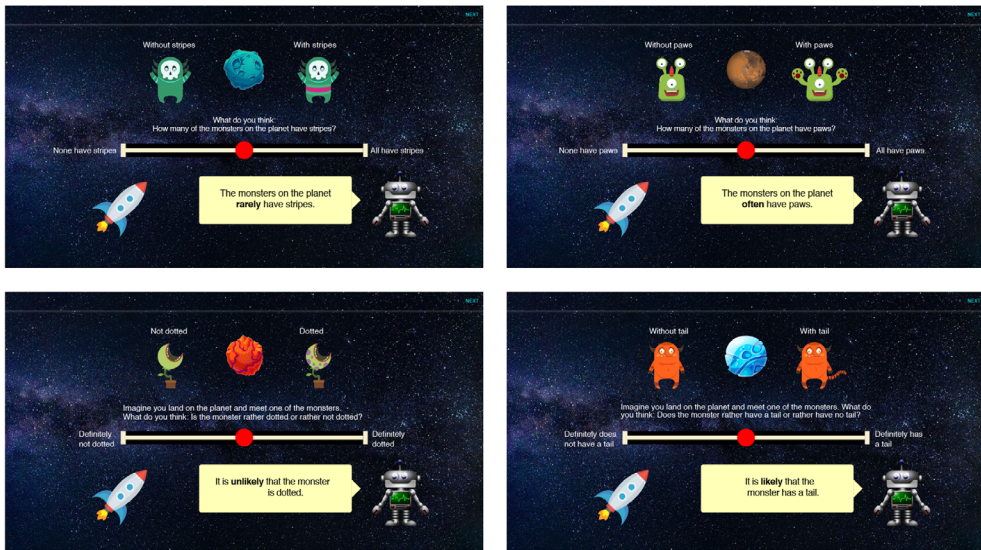 NEXT
Without stripes
With stripes
What do you think:
How many of the monsters on the planet have stripes?
None have stripes
All have stripes
The monsters on the planet
rarely have stripes.
NEXT
Without paws
With paws
What do you think:
How many of the monsters on the planet have paws?
None have paws
All have paws
The monsters on the planet
often have paws.
NEXT
Not dotted
Dotted
Imagine you land on the planet and meet one of the monsters.
What do you think: Is the monster rather dotted or rather not dotted?
Definitely
not dotted
Definitely
dotted
It is unlikely that the monster
is dotted.
NEXT
Without tail
With tail
Imagine you land on the planet and meet one of the monsters. What do
you think: Does the monster rather have a tail or rather have no tail?
Definitely does
not have a tail
Definitely has
a tail
It is likely that the
monster has a tail.